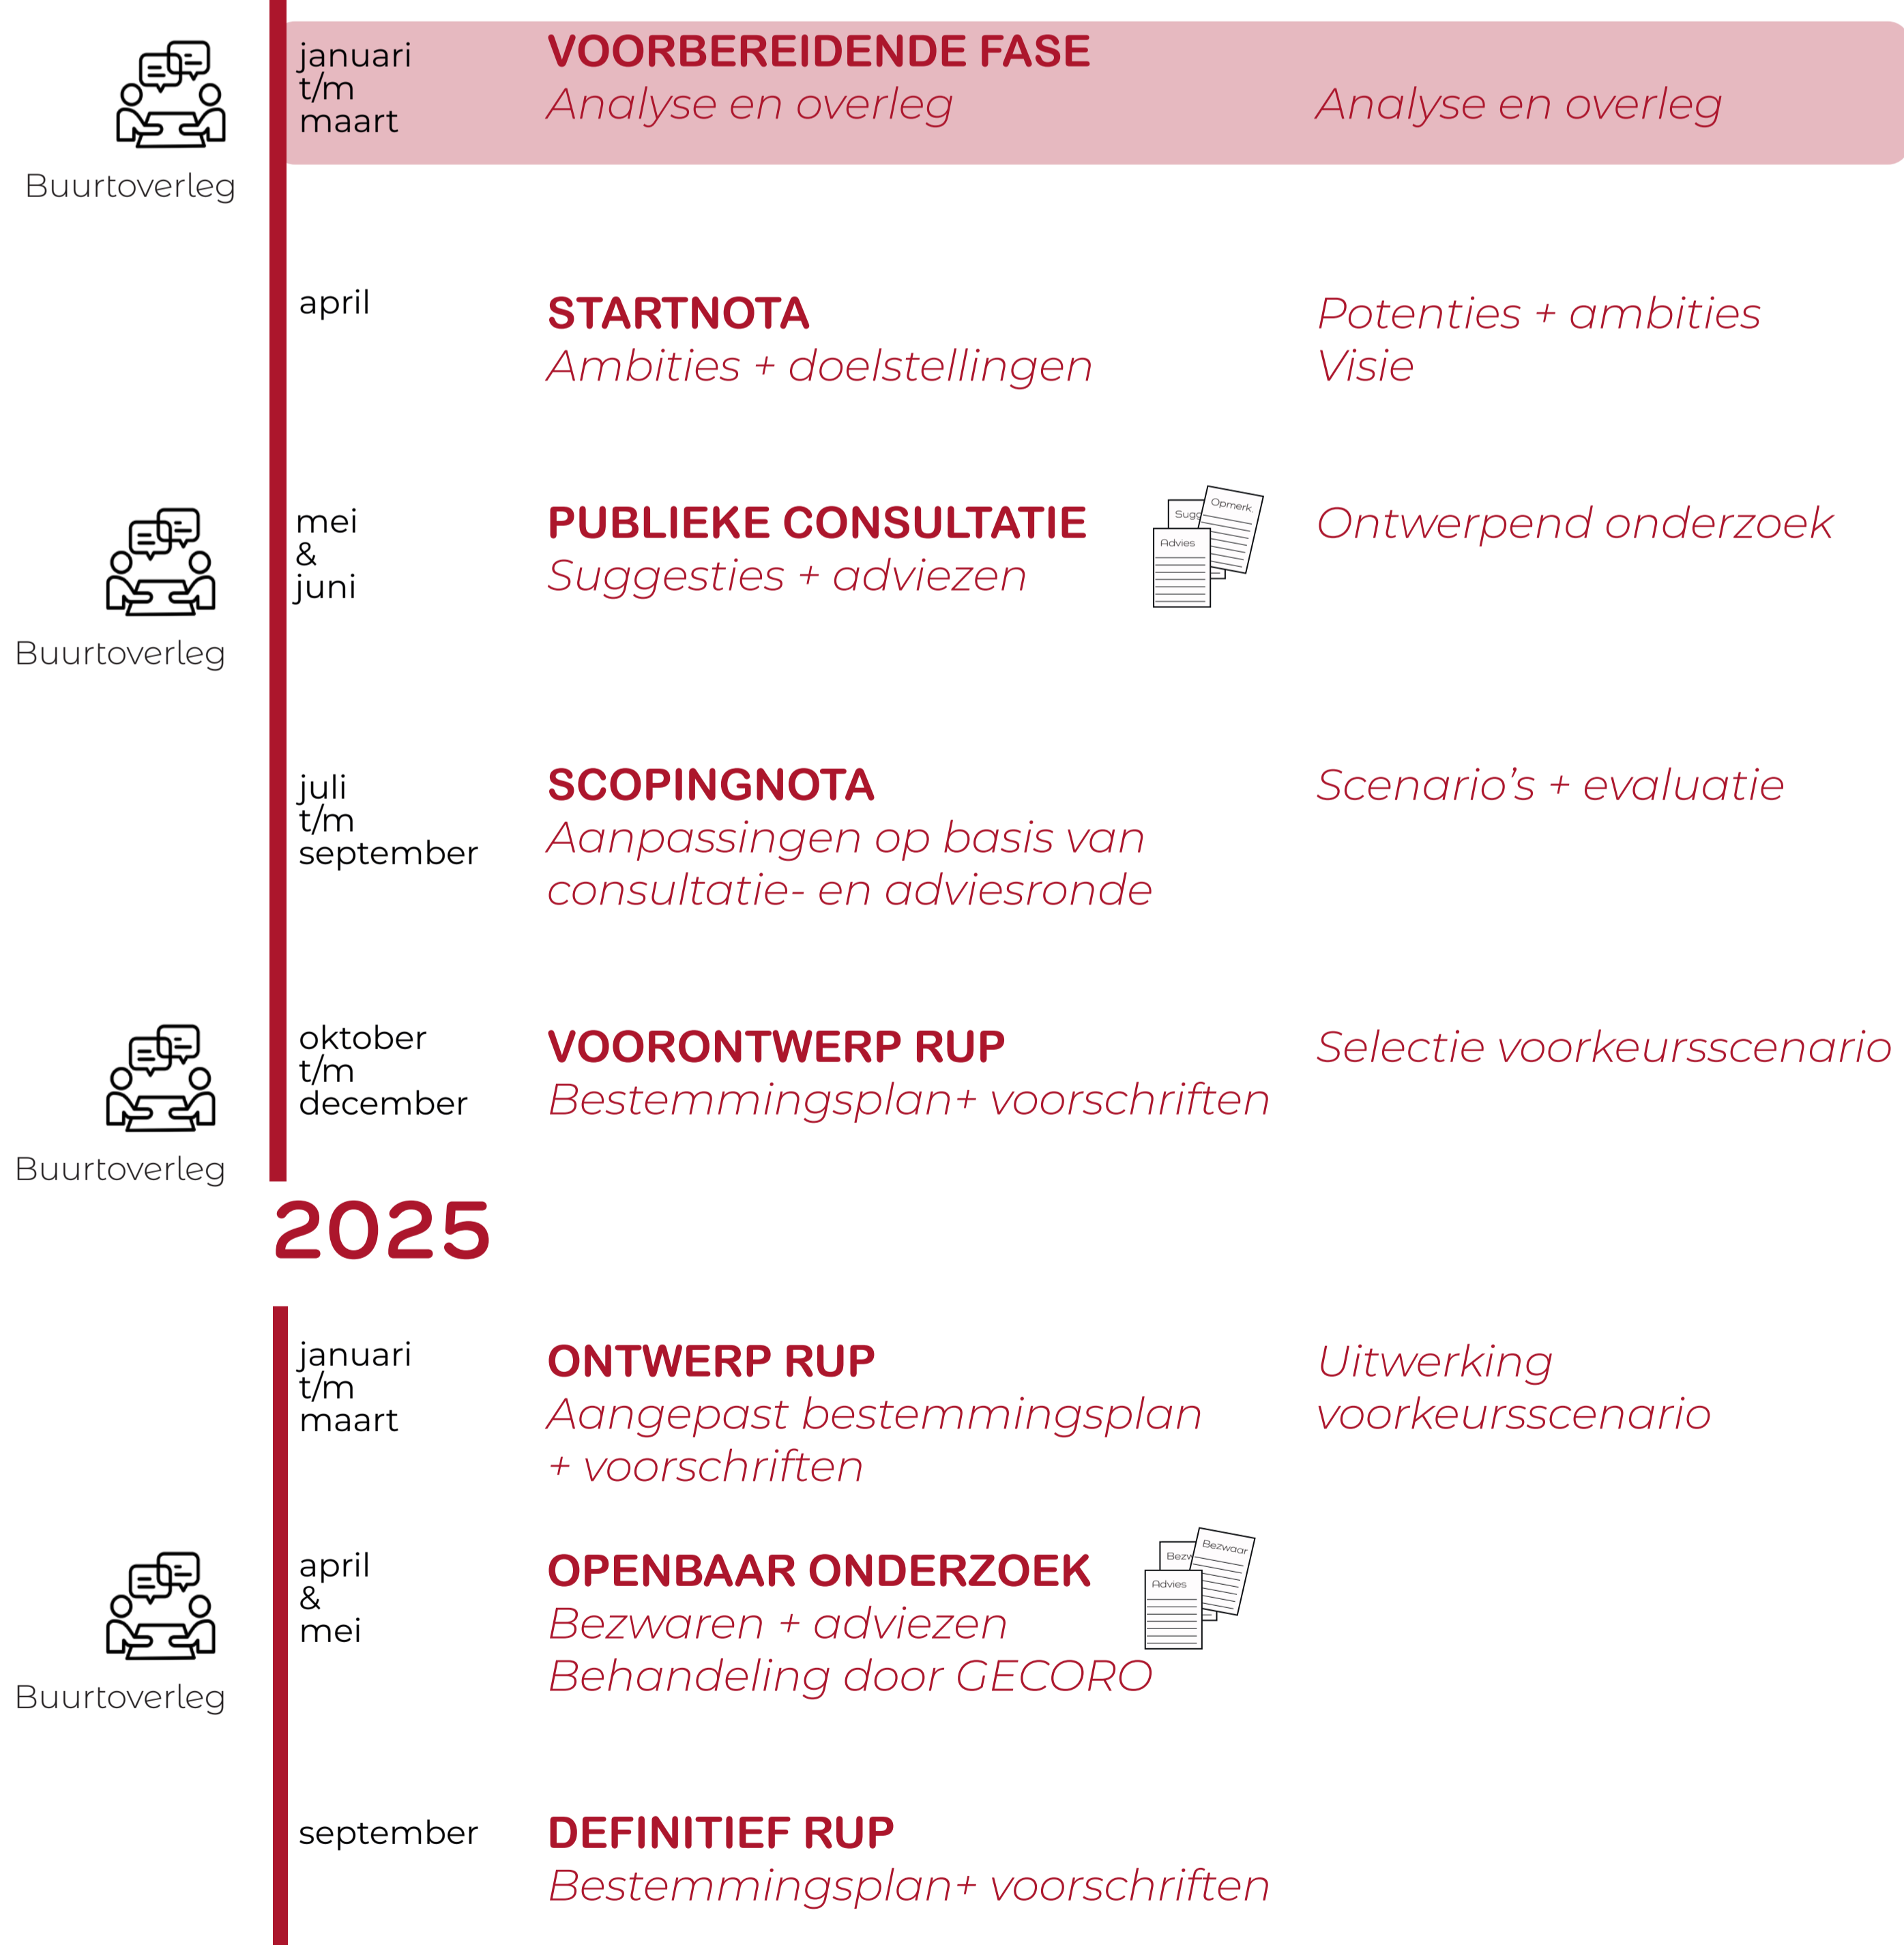 januari
t/m
maart
VOORBEREIDENDE FASE
Analyse en overleg
Analyse en overleg
Buurtoverleg
april
STARTNOTA
Ambities + doelstellingen
Potenties + ambities
Visie
mei
&
juni
PUBLIEKE CONSULTATIE
Suggesties + adviezen
Opmerk.
Sugg
Advies
Ontwerpend onderzoek
Buurtoverleg
juli
t/m
september
SCOPINGNOTA
Aanpassingen op basis van
consultatie- en adviesronde
Scenario’s + evaluatie
oktober
t/m
december
VOORONTWERP RUP
Bestemmingsplan+ voorschriften
Selectie voorkeursscenario
Buurtoverleg
2025
januari
t/m
maart
ONTWERP RUP
Aangepast bestemmingsplan
+ voorschriften
Uitwerking
voorkeursscenario
april
&
mei
OPENBAAR ONDERZOEK
Bezwaren + adviezen
Behandeling door GECORO
Bezwaar
Bezw
Advies
Buurtoverleg
september
DEFINITIEF RUP
Bestemmingsplan+ voorschriften